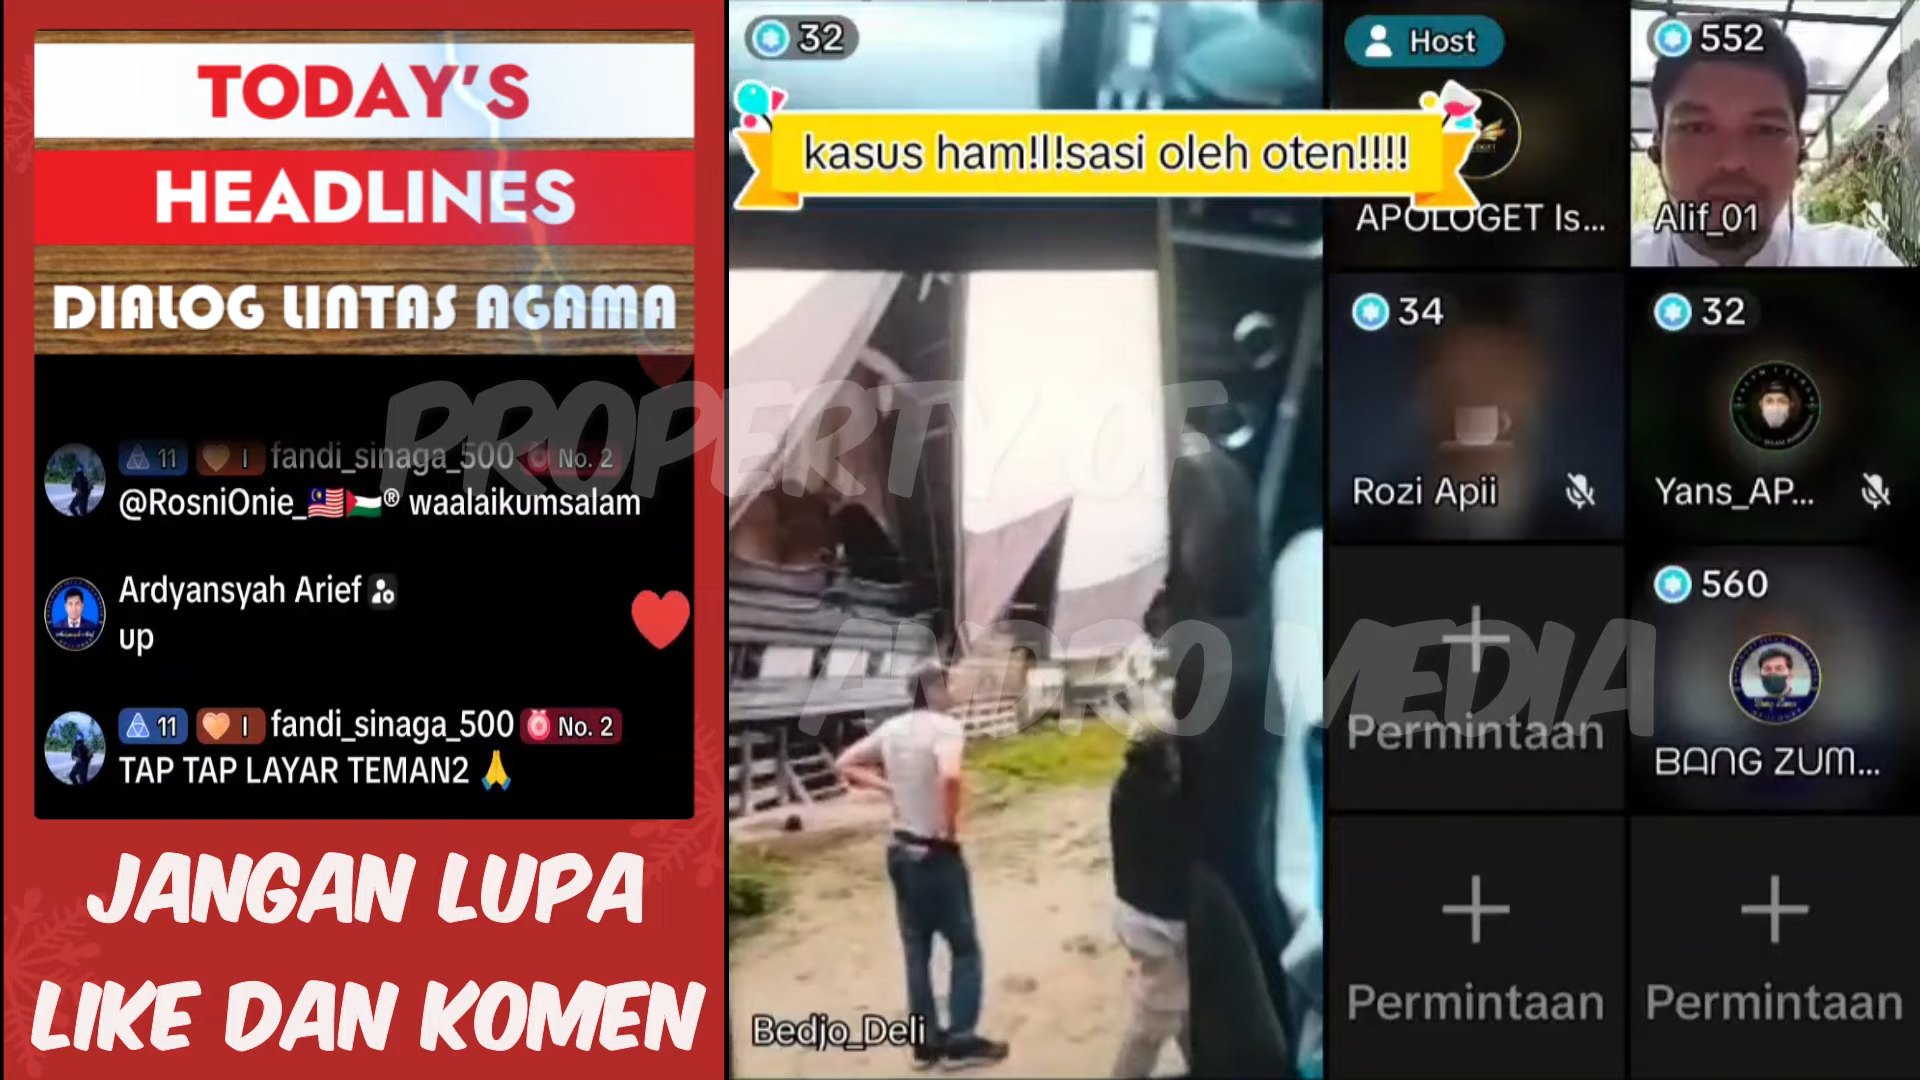 TODAY'S
HEADLINES
DIALOG LINTAS AGAMA
11 I fandi_sinaga_500 No. 2
@RosniOnie_🇲🇾🇵🇸® waalaikumsalam
Ardyansyah Arief
up
11 I fandi_sinaga_500 No. 2
TAP TAP LAYAR TEMAN2 🙏
JANGAN LUPA
LIKE DAN KOMEN
32
kasus ham!l!sasi oleh oten!!!!
Bedjo_Deli
Host
APOLOGET Is...
552
Alif_01
34
Rozi Apii
32
Yans_AP...
Permintaan
560
BANG ZUM...
Permintaan
Permintaan
PROPERTY OF
ANDRO MEDIA